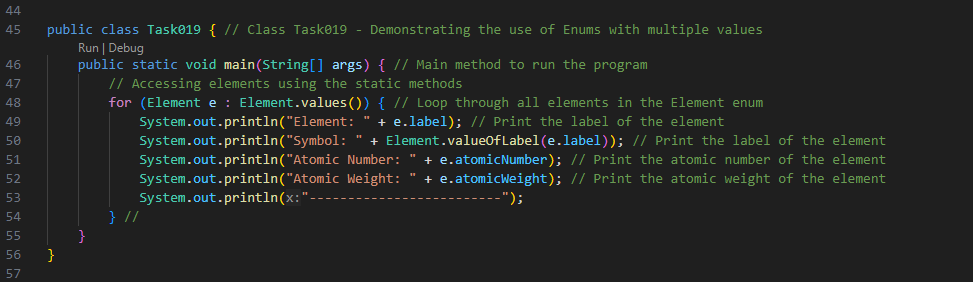 44
45 public class Task019 { // Class Task019 - Demonstrating the use of Enums with multiple values
Run | Debug
46 public static void main(String[] args) { // Main method to run the program
47 // Accessing elements using the static methods
48 for (Element e : Element.values()) { // Loop through all elements in the Element enum
49 System.out.println("Element: " + e.label); // Print the label of the element
50 System.out.println("Symbol: " + Element.valueOfLabel(e.label)); // Print the label of the element
51 System.out.println("Atomic Number: " + e.atomicNumber); // Print the atomic number of the element
52 System.out.println("Atomic Weight: " + e.atomicWeight); // Print the atomic weight of the element
53 System.out.println(x:"-------------------------");
54 } //
55 }
56 }
57